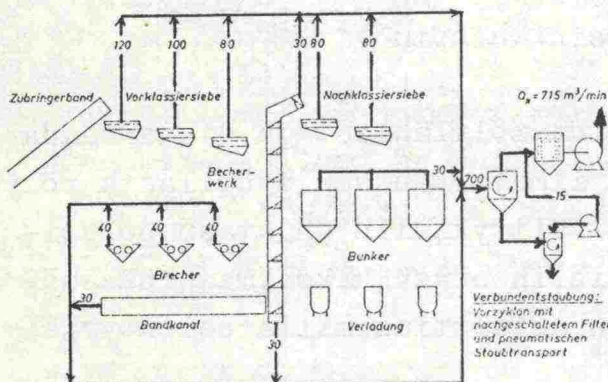 120
100
80
30
80
80
Zubringerband
Vorklassiersiebe
Nachklassiersiebe
Qₐ = 715 m³/min
Becher-
werk
30
700
15
40
40
40
Brecher
Bunker
30
Bandkanal
Verladung
30
Verbundentstaubung:
Vorzyklon mit
nachgeschaltetem Filter
und pneumatischen
Staubtransport